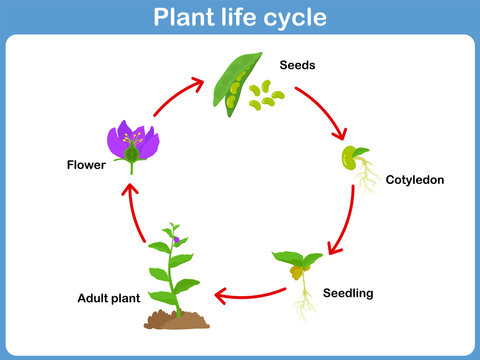 Plant life cycle
Seeds
Cotyledon
Seedling
Adult plant
Flower